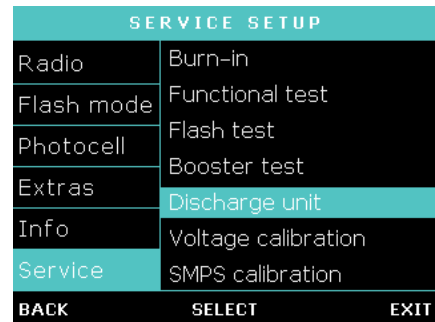 SERVICE SETUP
Radio
Flash mode
Photocell
Extras
Info
Service
Burn-in
Functional test
Flash test
Booster test
Discharge unit
Voltage calibration
SMPS calibration
BACK SELECT EXIT